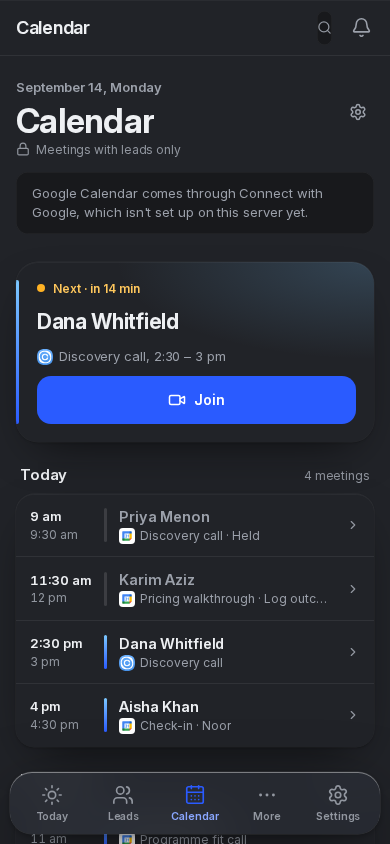 Calendar
September 14, Monday
Calendar
Meetings with leads only
Google Calendar comes through Connect with
Google, which isn't set up on this server yet.
Next · in 14 min
Dana Whitfield
Discovery call, 2:30 – 3 pm
Join
Today
4 meetings
9 am
Priya Menon
9:30 am
Discovery call · Held
11:30 am
Karim Aziz
12 pm
Pricing walkthrough · Log outc…
2:30 pm
Dana Whitfield
3 pm
Discovery call
4 pm
Aisha Khan
4:30 pm
Check-in · Noor
Today
Leads
Calendar
More
Settings
11 am
Programme fit call